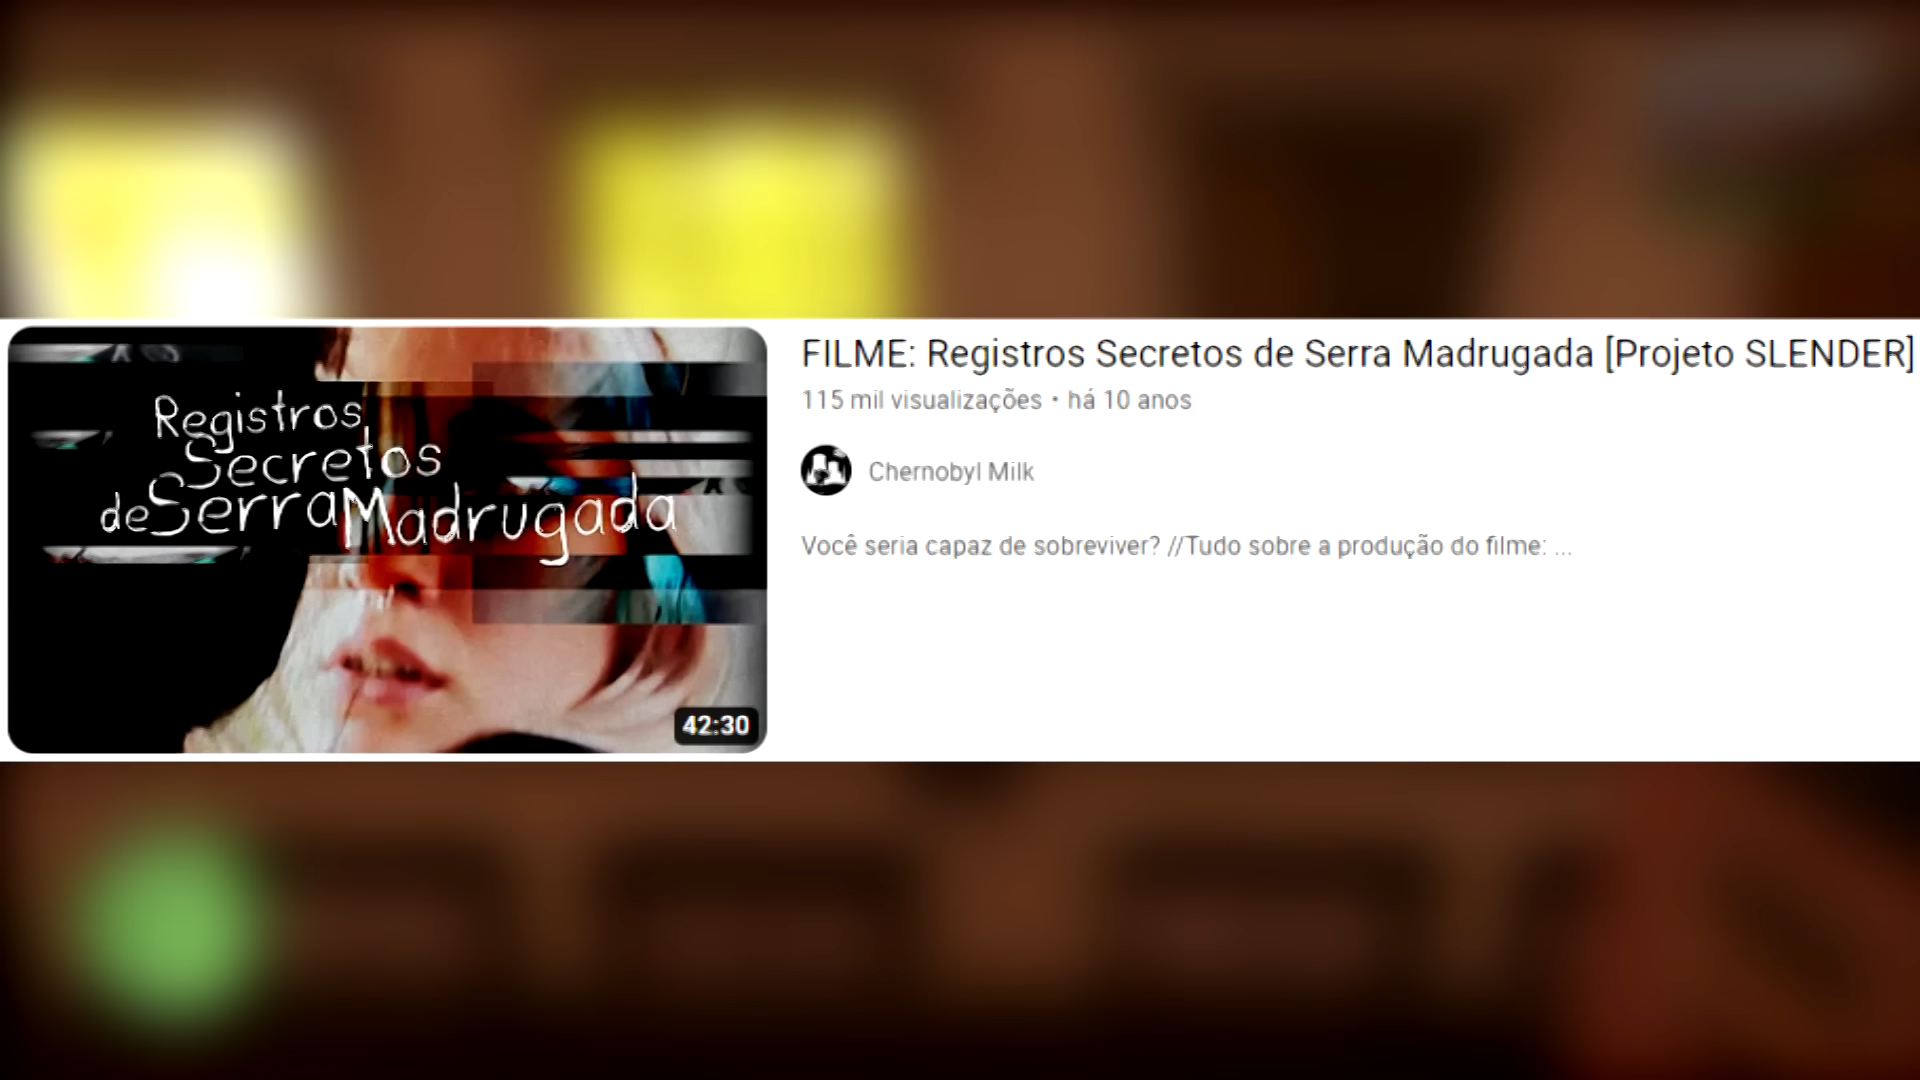 Registros
Secretos
de Serra Madrugada
42:30
FILME: Registros Secretos de Serra Madrugada [Projeto SLENDER]
115 mil visualizações • há 10 anos
Chernobyl Milk
Você seria capaz de sobreviver? //Tudo sobre a produção do filme: ...